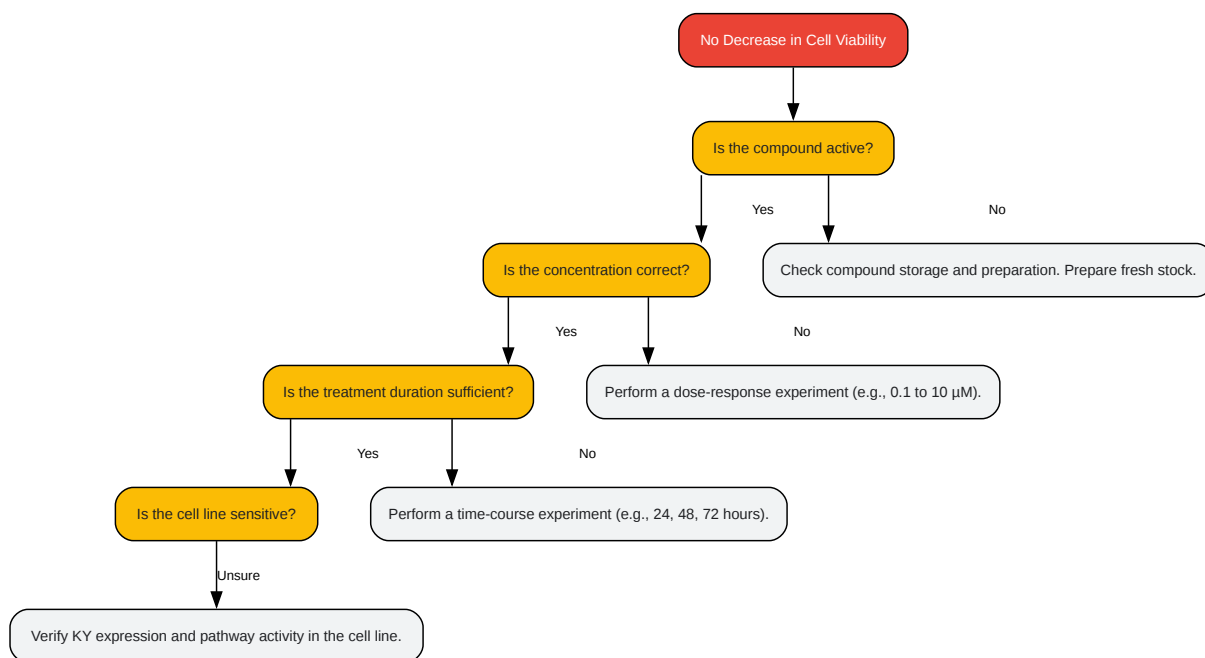 No Decrease in Cell Viability
Is the compound active?
Yes
No
Is the concentration correct?
Check compound storage and preparation. Prepare fresh stock.
Yes
No
Is the treatment duration sufficient?
Perform a dose-response experiment (e.g., 0.1 to 10 µM).
Yes
No
Is the cell line sensitive?
Perform a time-course experiment (e.g., 24, 48, 72 hours).
Unsure
Verify KY expression and pathway activity in the cell line.